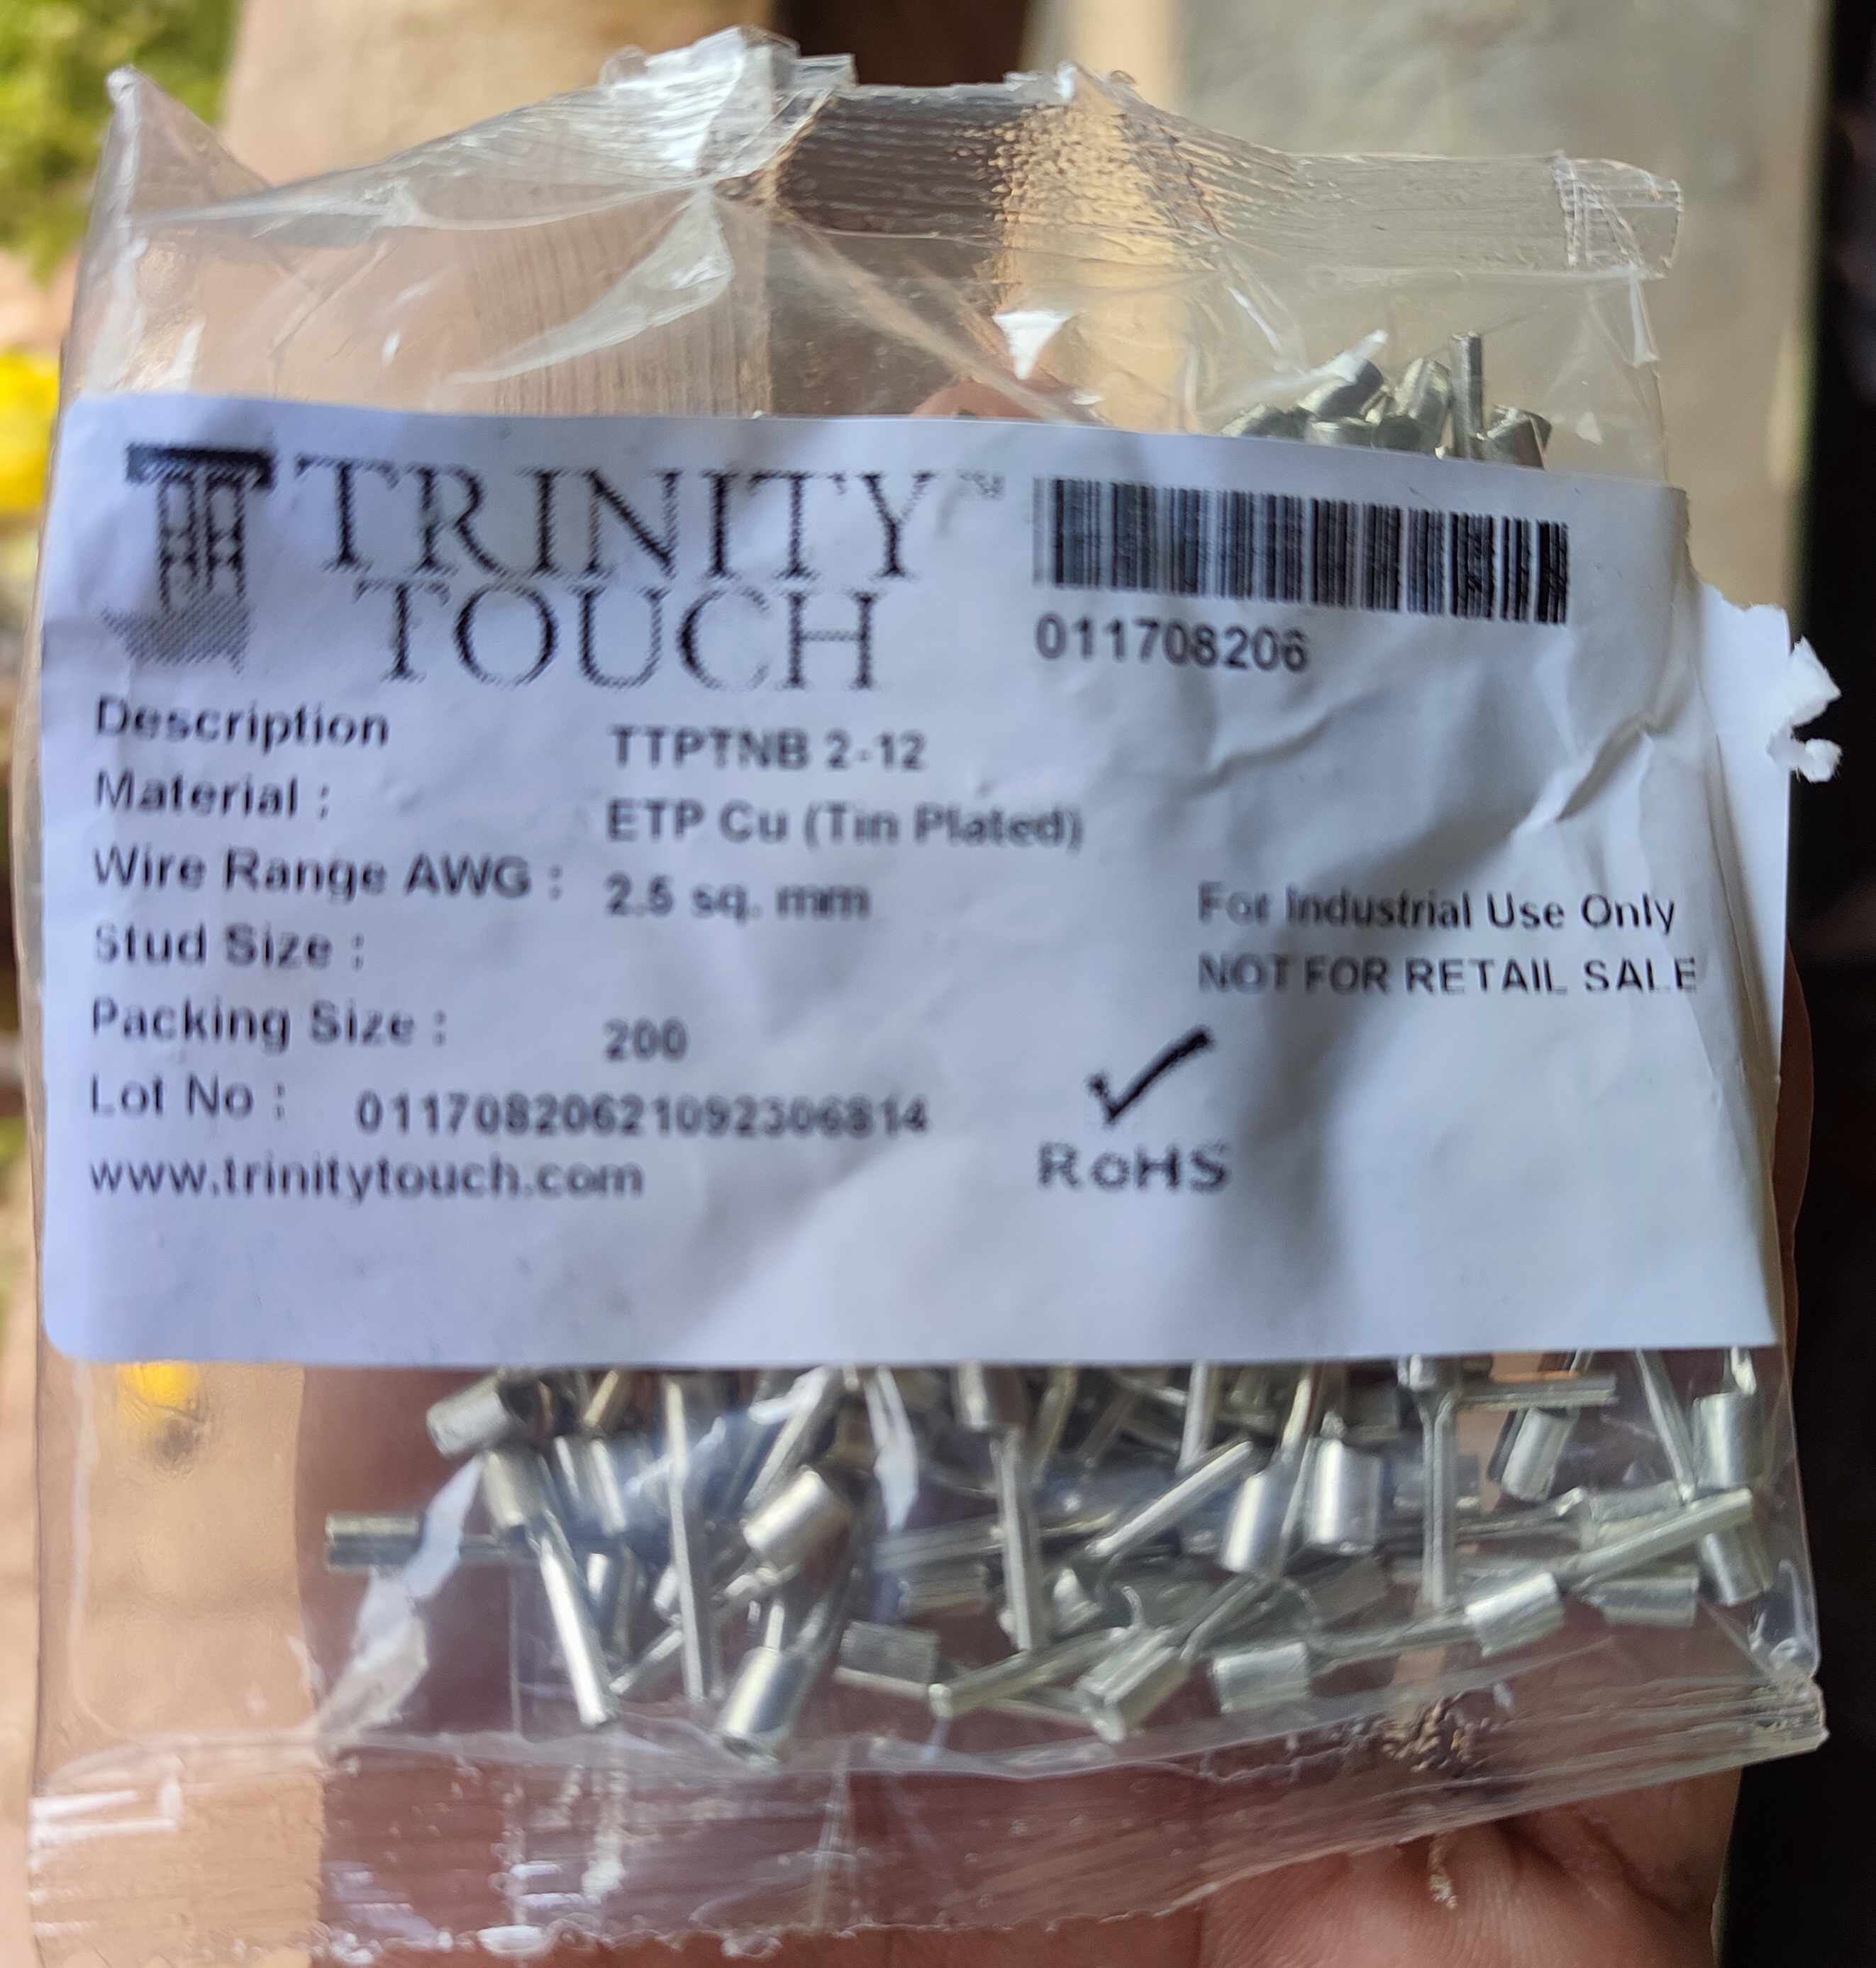 TRINITY™
TOUCH
011708206
Description TTPTNB 2-12
Material : ETP Cu (Tin Plated)
Wire Range AWG : 2.5 sq. mm
Stud Size :
For Industrial Use Only
NOT FOR RETAIL SALE
Packing Size : 200
Lot No : 01170820621092306814
www.trinitytouch.com
RoHS